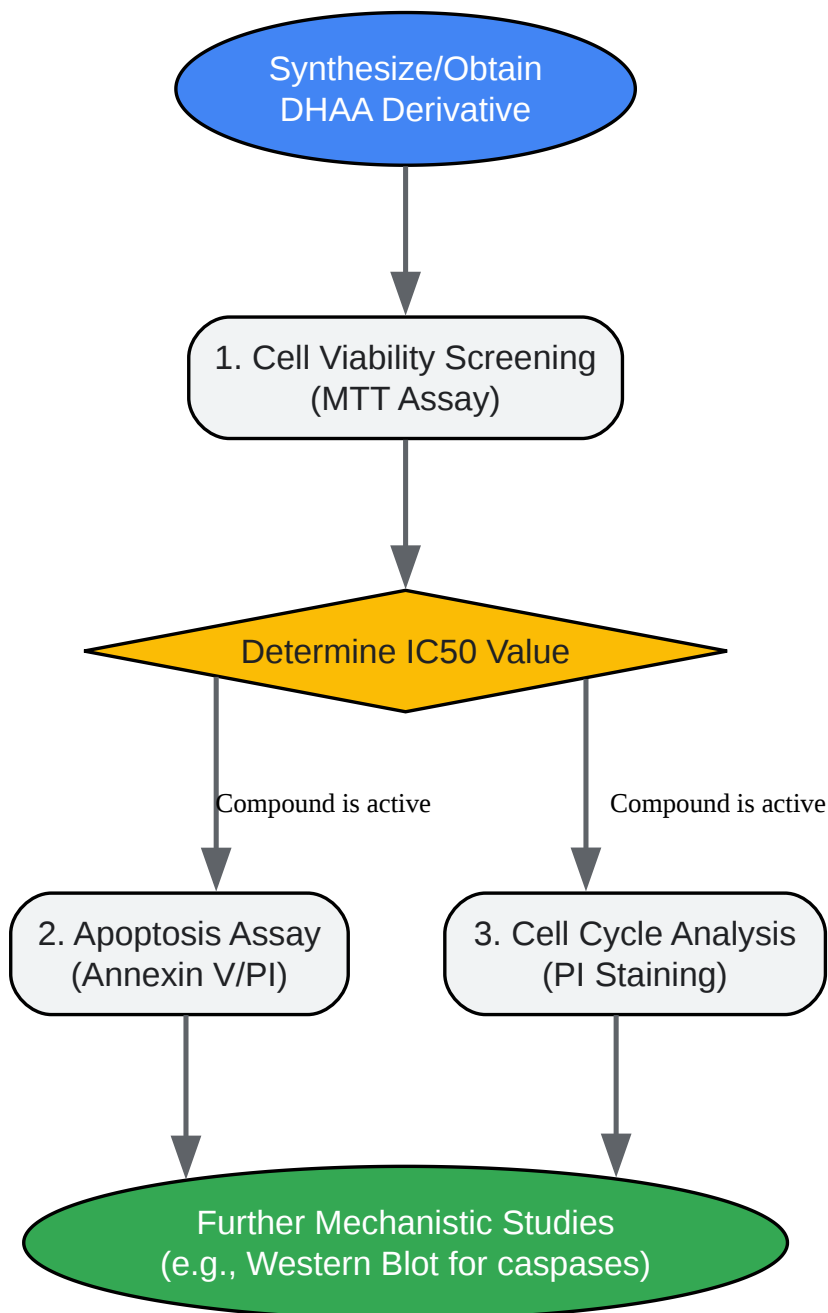 Synthesize/Obtain
DHAA Derivative
1. Cell Viability Screening
(MTT Assay)
Determine IC50 Value
Compound is active
Compound is active
2. Apoptosis Assay
(Annexin V/PI)
3. Cell Cycle Analysis
(PI Staining)
Further Mechanistic Studies
(e.g., Western Blot for caspases)